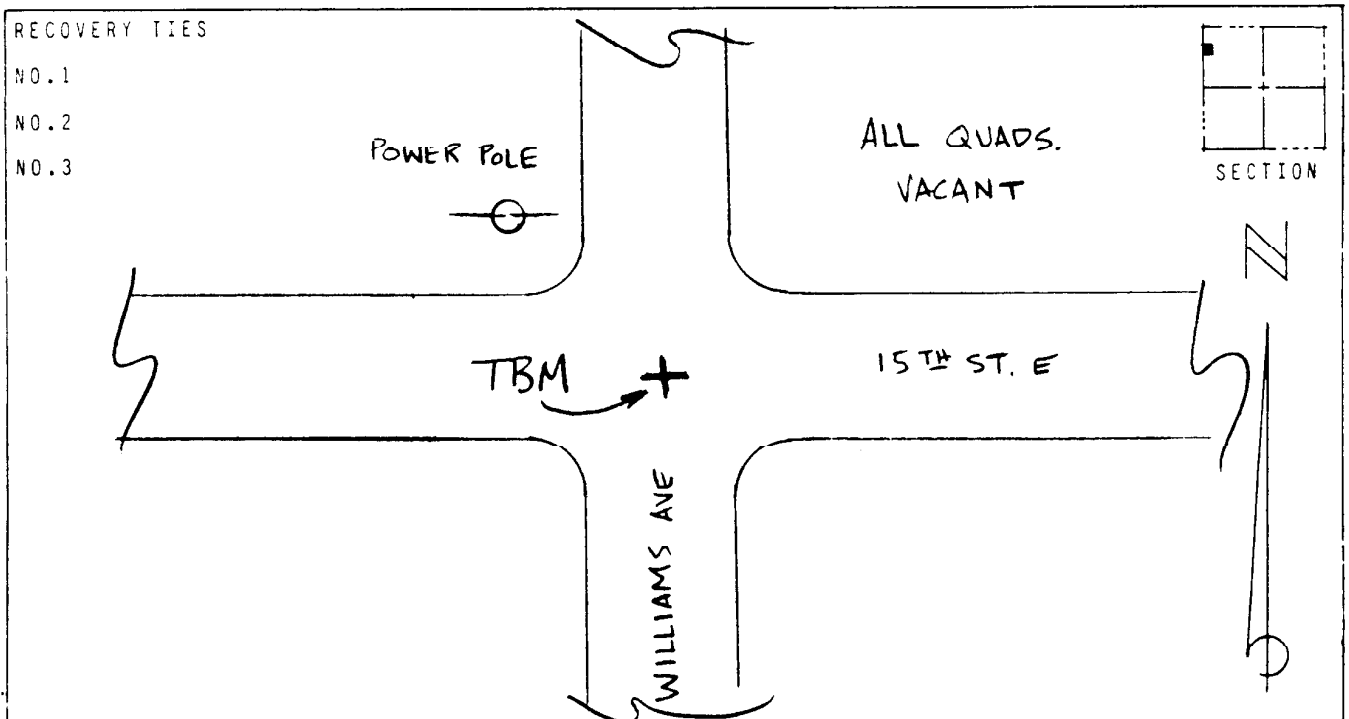 RECOVERY TIES
NO.1
NO.2
NO.3
POWER POLE
ALL QUADS.
VACANT
SECTION
N
TBM
15TH ST. E
WILLIAMS AVE